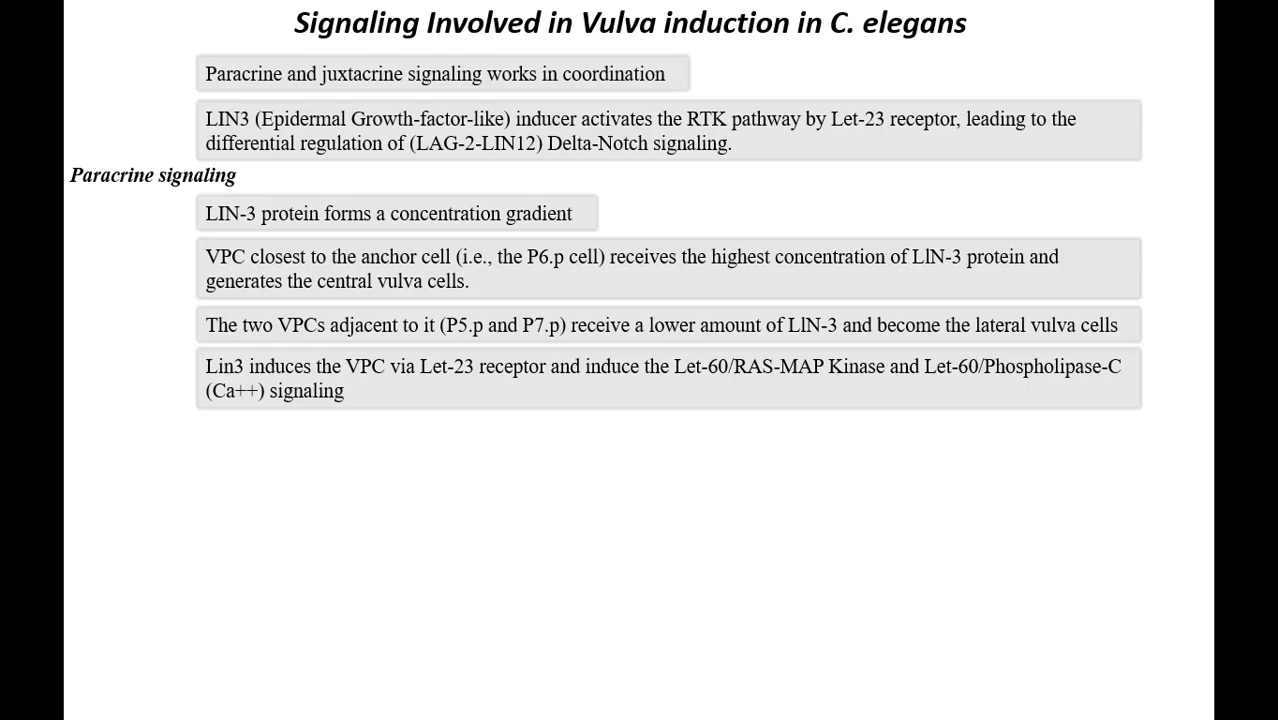 Signaling Involved in Vulva induction in C. elegans
Paracrine and juxtacrine signaling works in coordination
LIN3 (Epidermal Growth-factor-like) inducer activates the RTK pathway by Let-23 receptor, leading to the
differential regulation of (LAG-2-LIN12) Delta-Notch signaling.
Paracrine signaling
LIN-3 protein forms a concentration gradient
VPC closest to the anchor cell (i.e., the P6.p cell) receives the highest concentration of LlN-3 protein and
generates the central vulva cells.
The two VPCs adjacent to it (P5.p and P7.p) receive a lower amount of LlN-3 and become the lateral vulva cells
Lin3 induces the VPC via Let-23 receptor and induce the Let-60/RAS-MAP Kinase and Let-60/Phospholipase-C
(Ca++) signaling